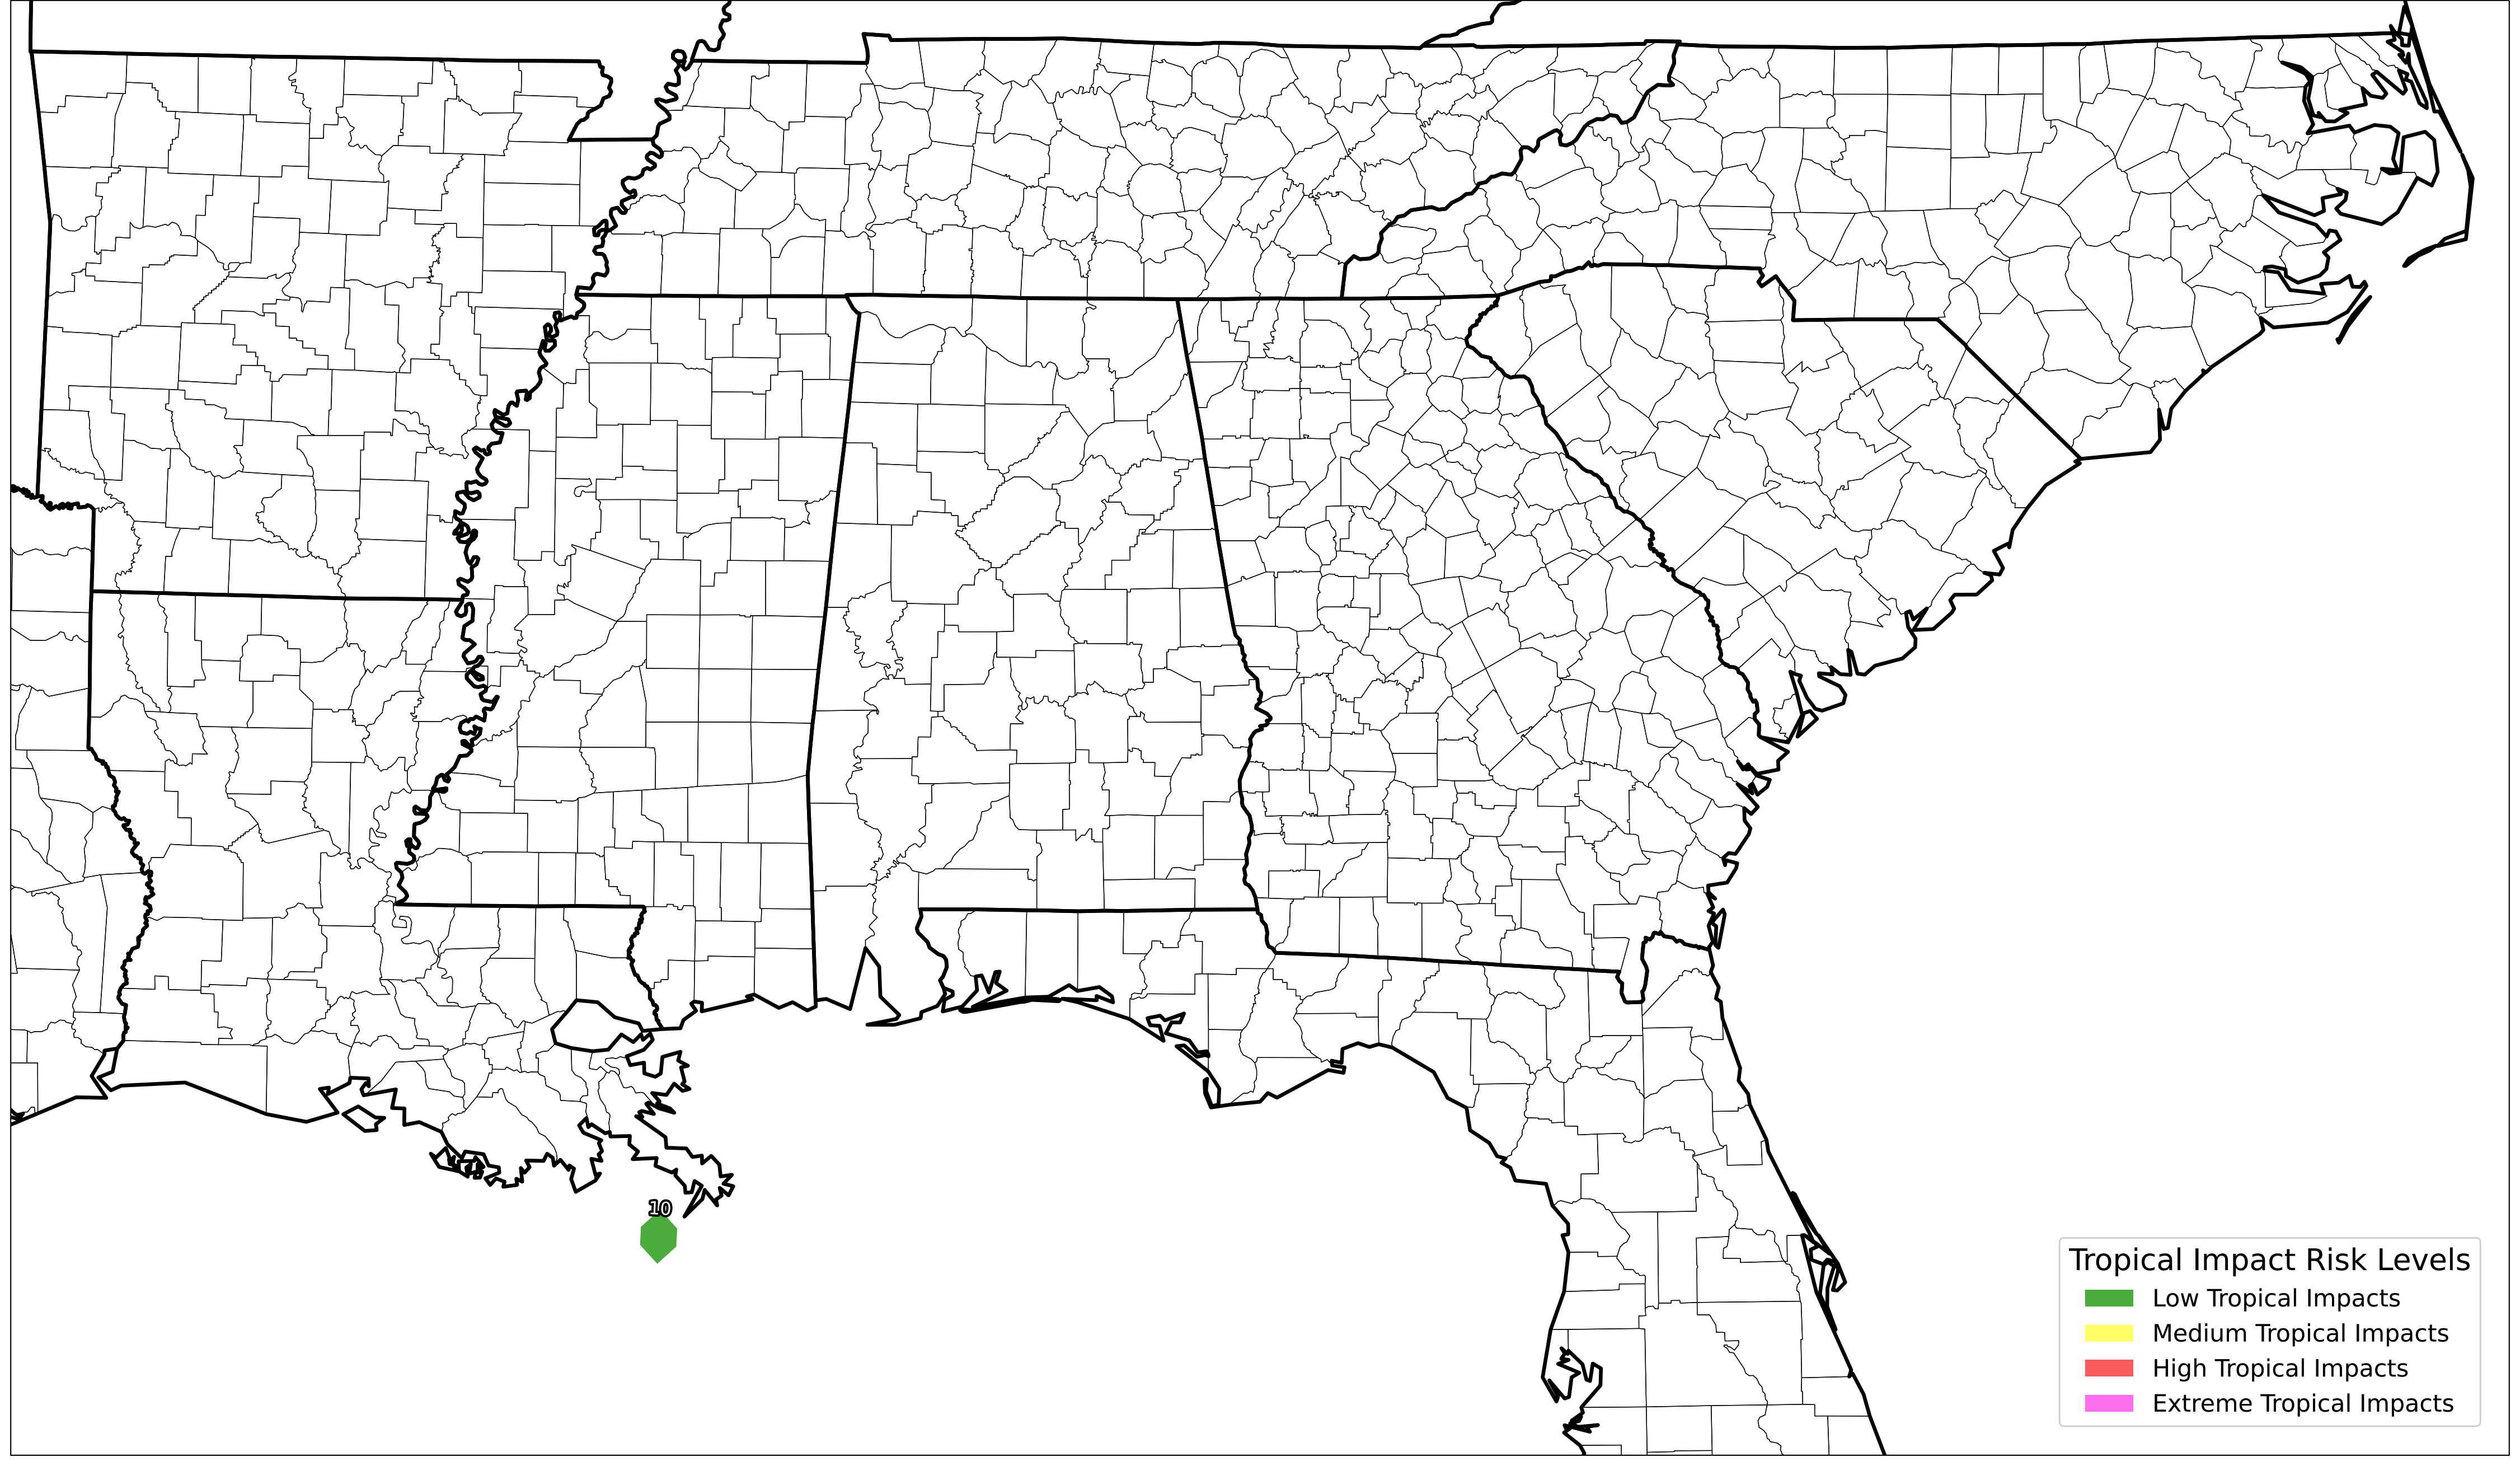 10
Tropical Impact Risk Levels
Low Tropical Impacts
Medium Tropical Impacts
High Tropical Impacts
Extreme Tropical Impacts